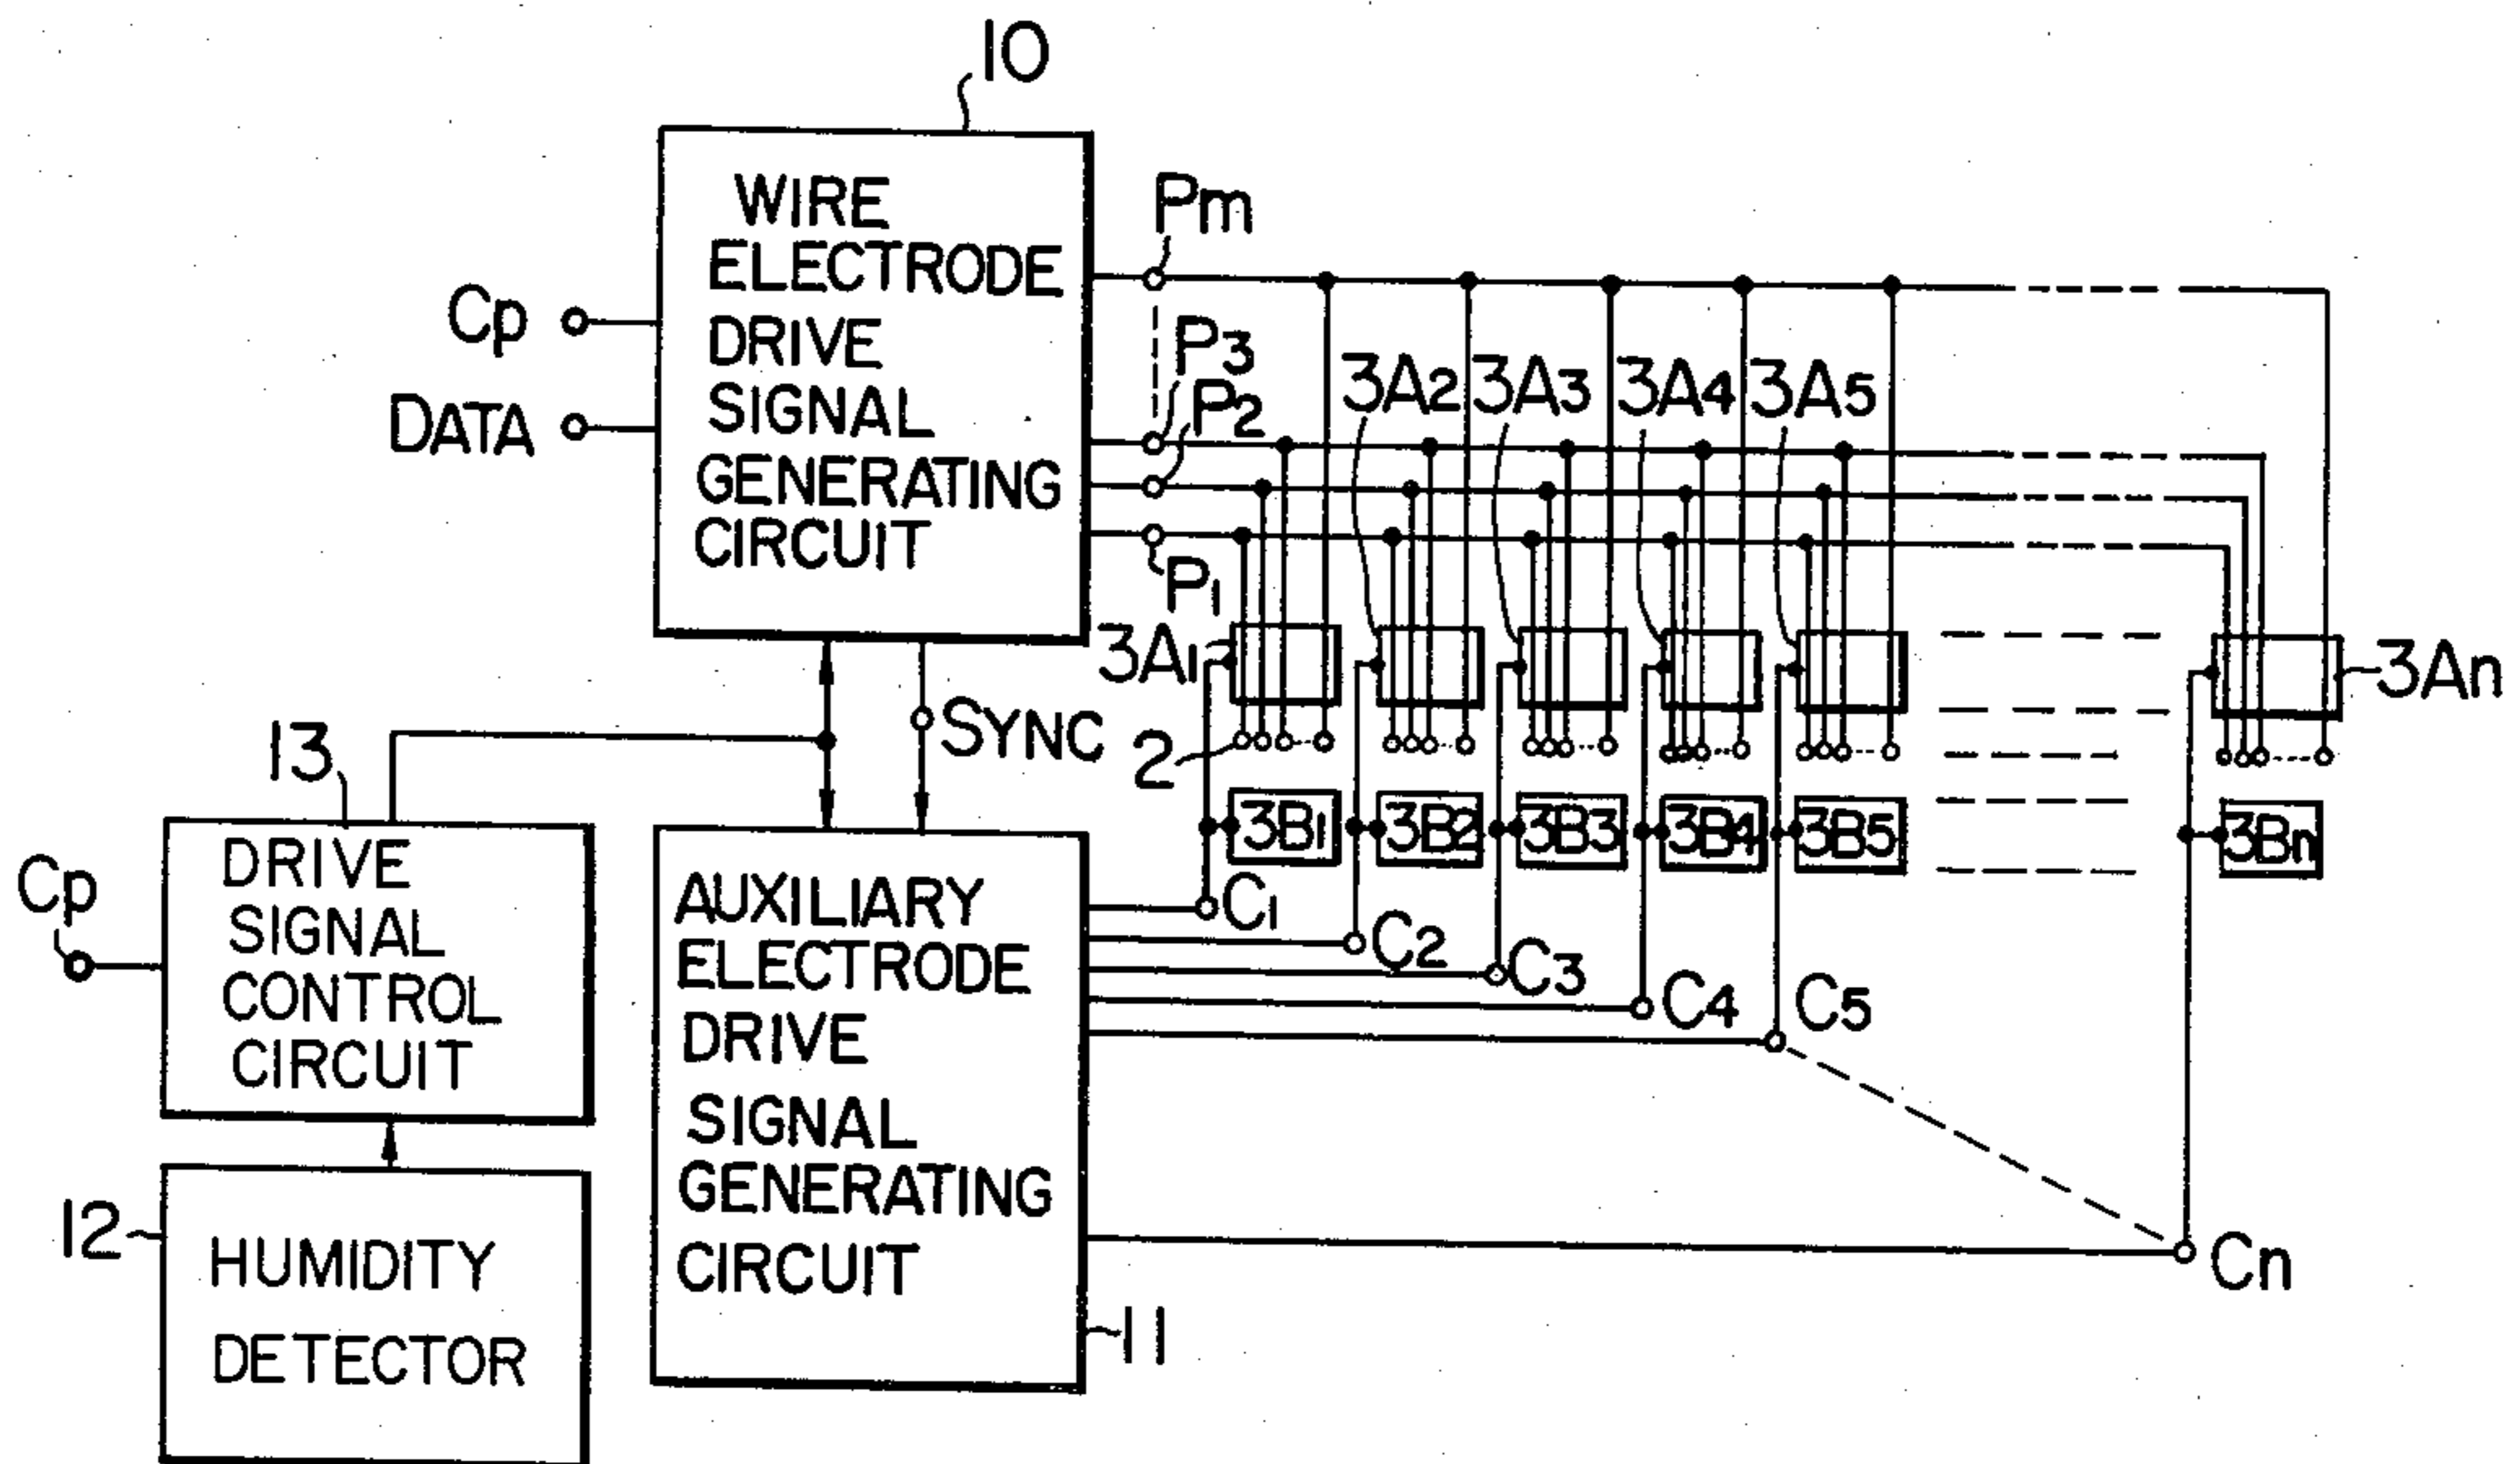 10
WIRE
ELECTRODE
DRIVE
SIGNAL
GENERATING
CIRCUIT
Cp
DATA
Pm
P3
P2
P1
3A1
3A2
3A3
3A4
3A5
3An
SYNC
2
3B1
3B2
3B3
3B4
3B5
3Bn
13
DRIVE
SIGNAL
CONTROL
CIRCUIT
Cp
AUXILIARY
ELECTRODE
DRIVE
SIGNAL
GENERATING
CIRCUIT
C1
C2
C3
C4
C5
Cn
11
12
HUMIDITY
DETECTOR